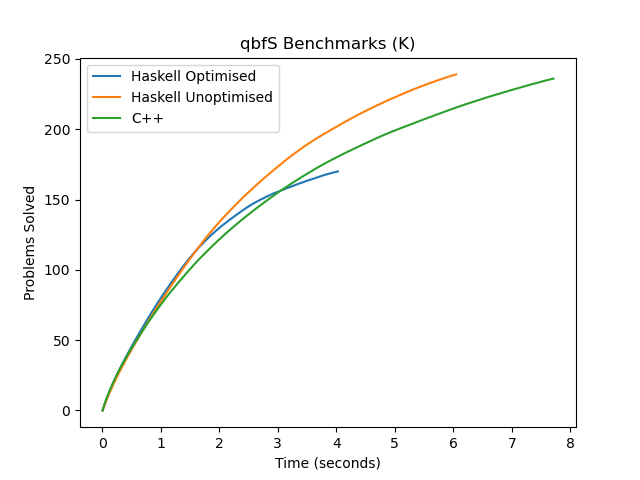 qbfS Benchmarks (K)
Haskell Optimised
Haskell Unoptimised
C++
Problems Solved
250
200
150
100
50
0
0 1 2 3 4 5 6 7 8
Time (seconds)